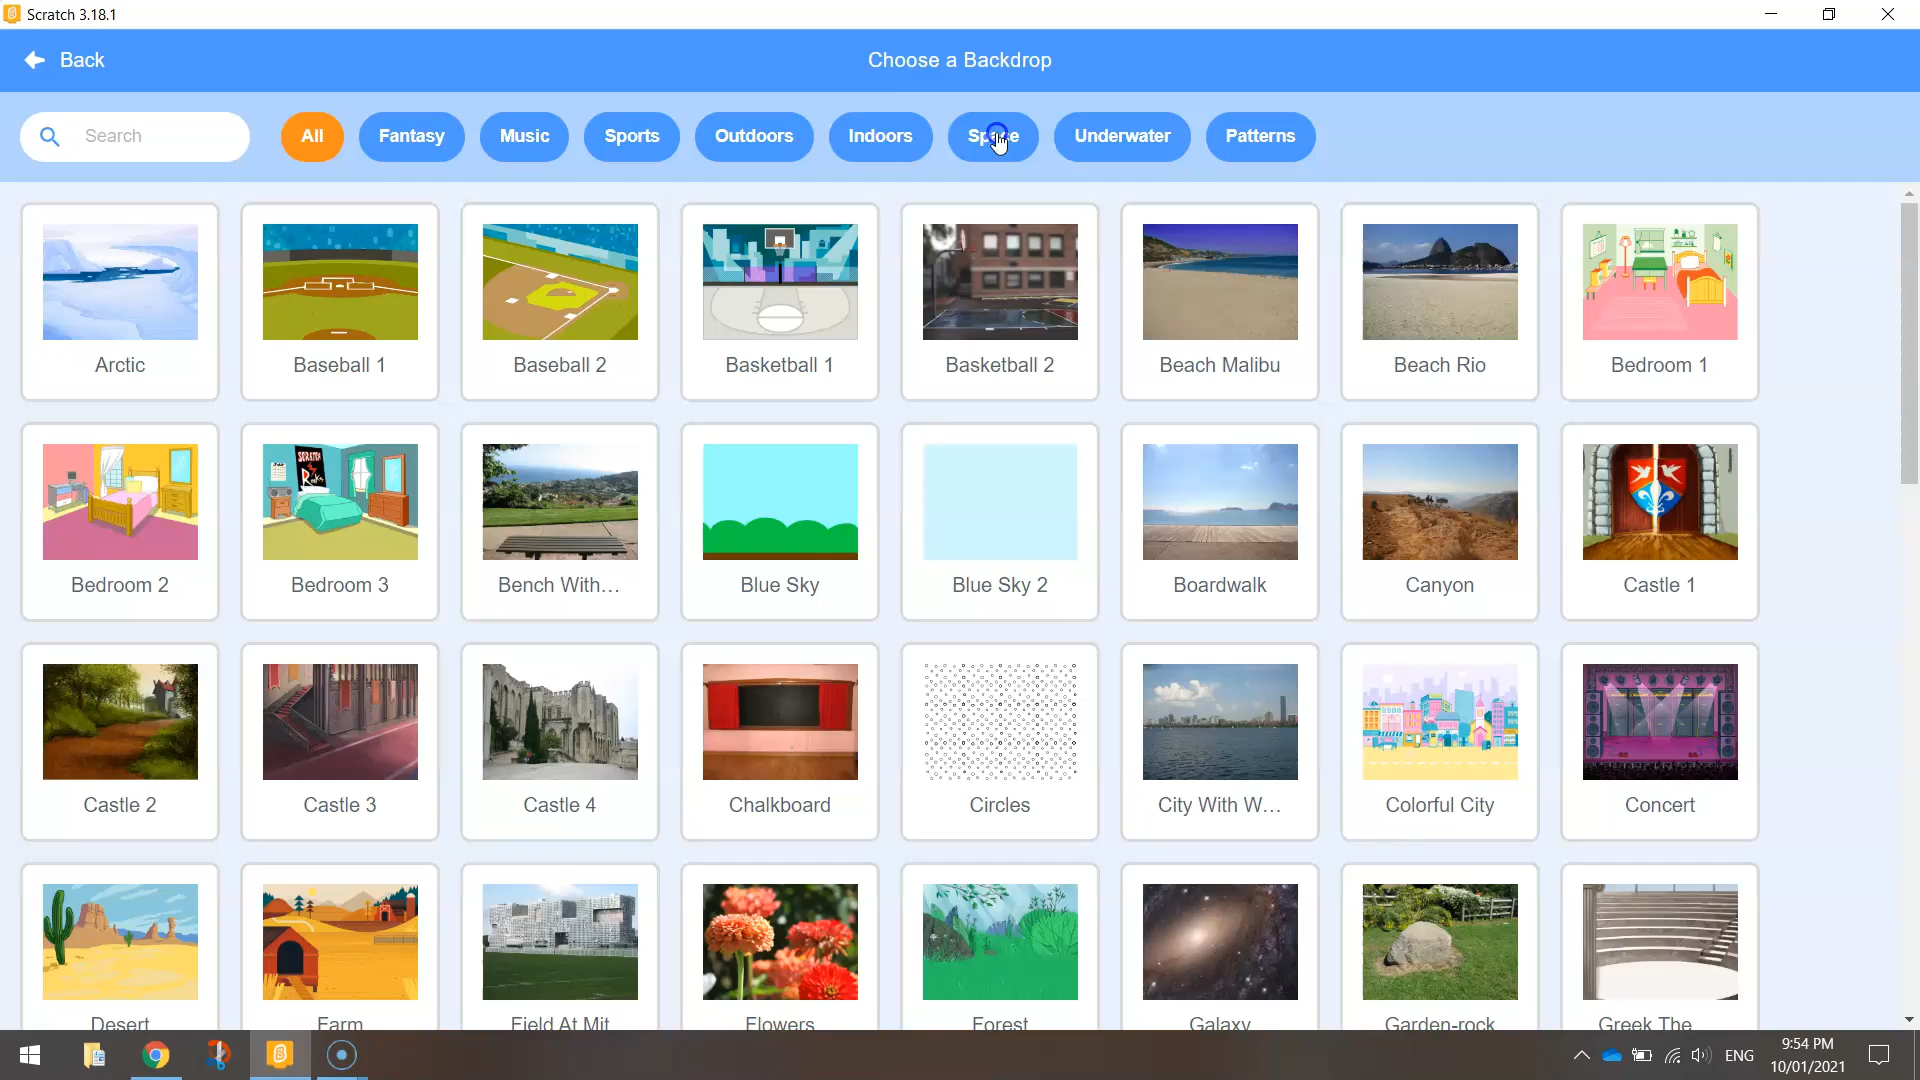 Scratch 3.18.1
Back
Choose a Backdrop
Search
All Fantasy Music Sports Outdoors Indoors Space Underwater Patterns
Arctic Baseball 1 Baseball 2 Basketball 1 Basketball 2 Beach Malibu Beach Rio Bedroom 1
SCRATCH
Rocks
Bedroom 2 Bedroom 3 Bench With... Blue Sky Blue Sky 2 Boardwalk Canyon Castle 1
Castle 2 Castle 3 Castle 4 Chalkboard Circles City With W... Colorful City Concert
Desert Farm Field At Mit Flowers Forest Galaxy Garden-rock Greek The
ENG
9:54 PM
10/01/2021